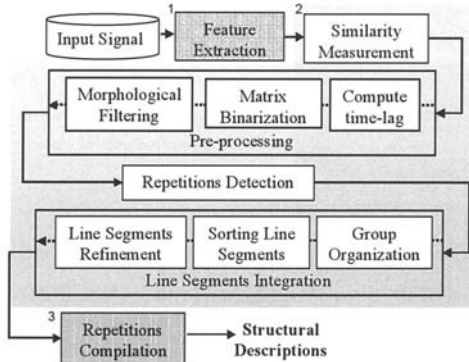 1
2
Input Signal
Feature
Extraction
Similarity
Measurement
Morphological
Filtering
Matrix
Binarization
Compute
time-lag
Pre-processing
Repetitions Detection
Line Segments
Refinement
Sorting Line
Segments
Group
Organization
Line Segments Integration
3
Repetitions
Compilation
Structural
Descriptions